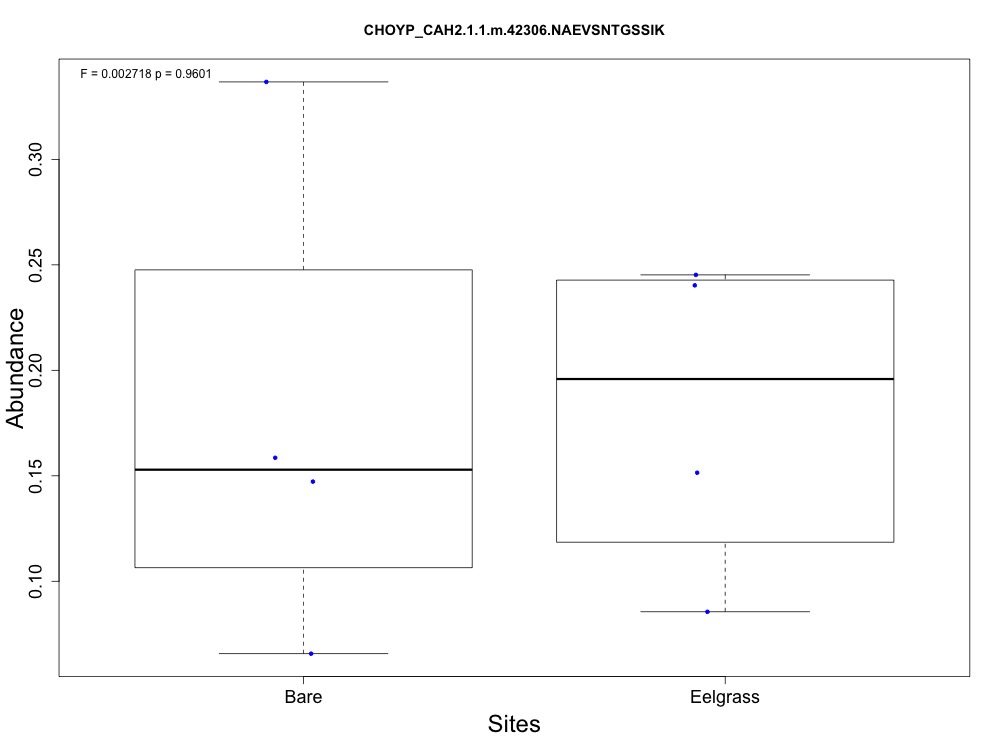 CHOYP_CAH2.1.1.m.42306.NAEVSNTGSSIK
F = 0.002718 p = 0.9601
0.30
0.25
0.20
0.15
0.10
Abundance
Bare
Eelgrass
Sites